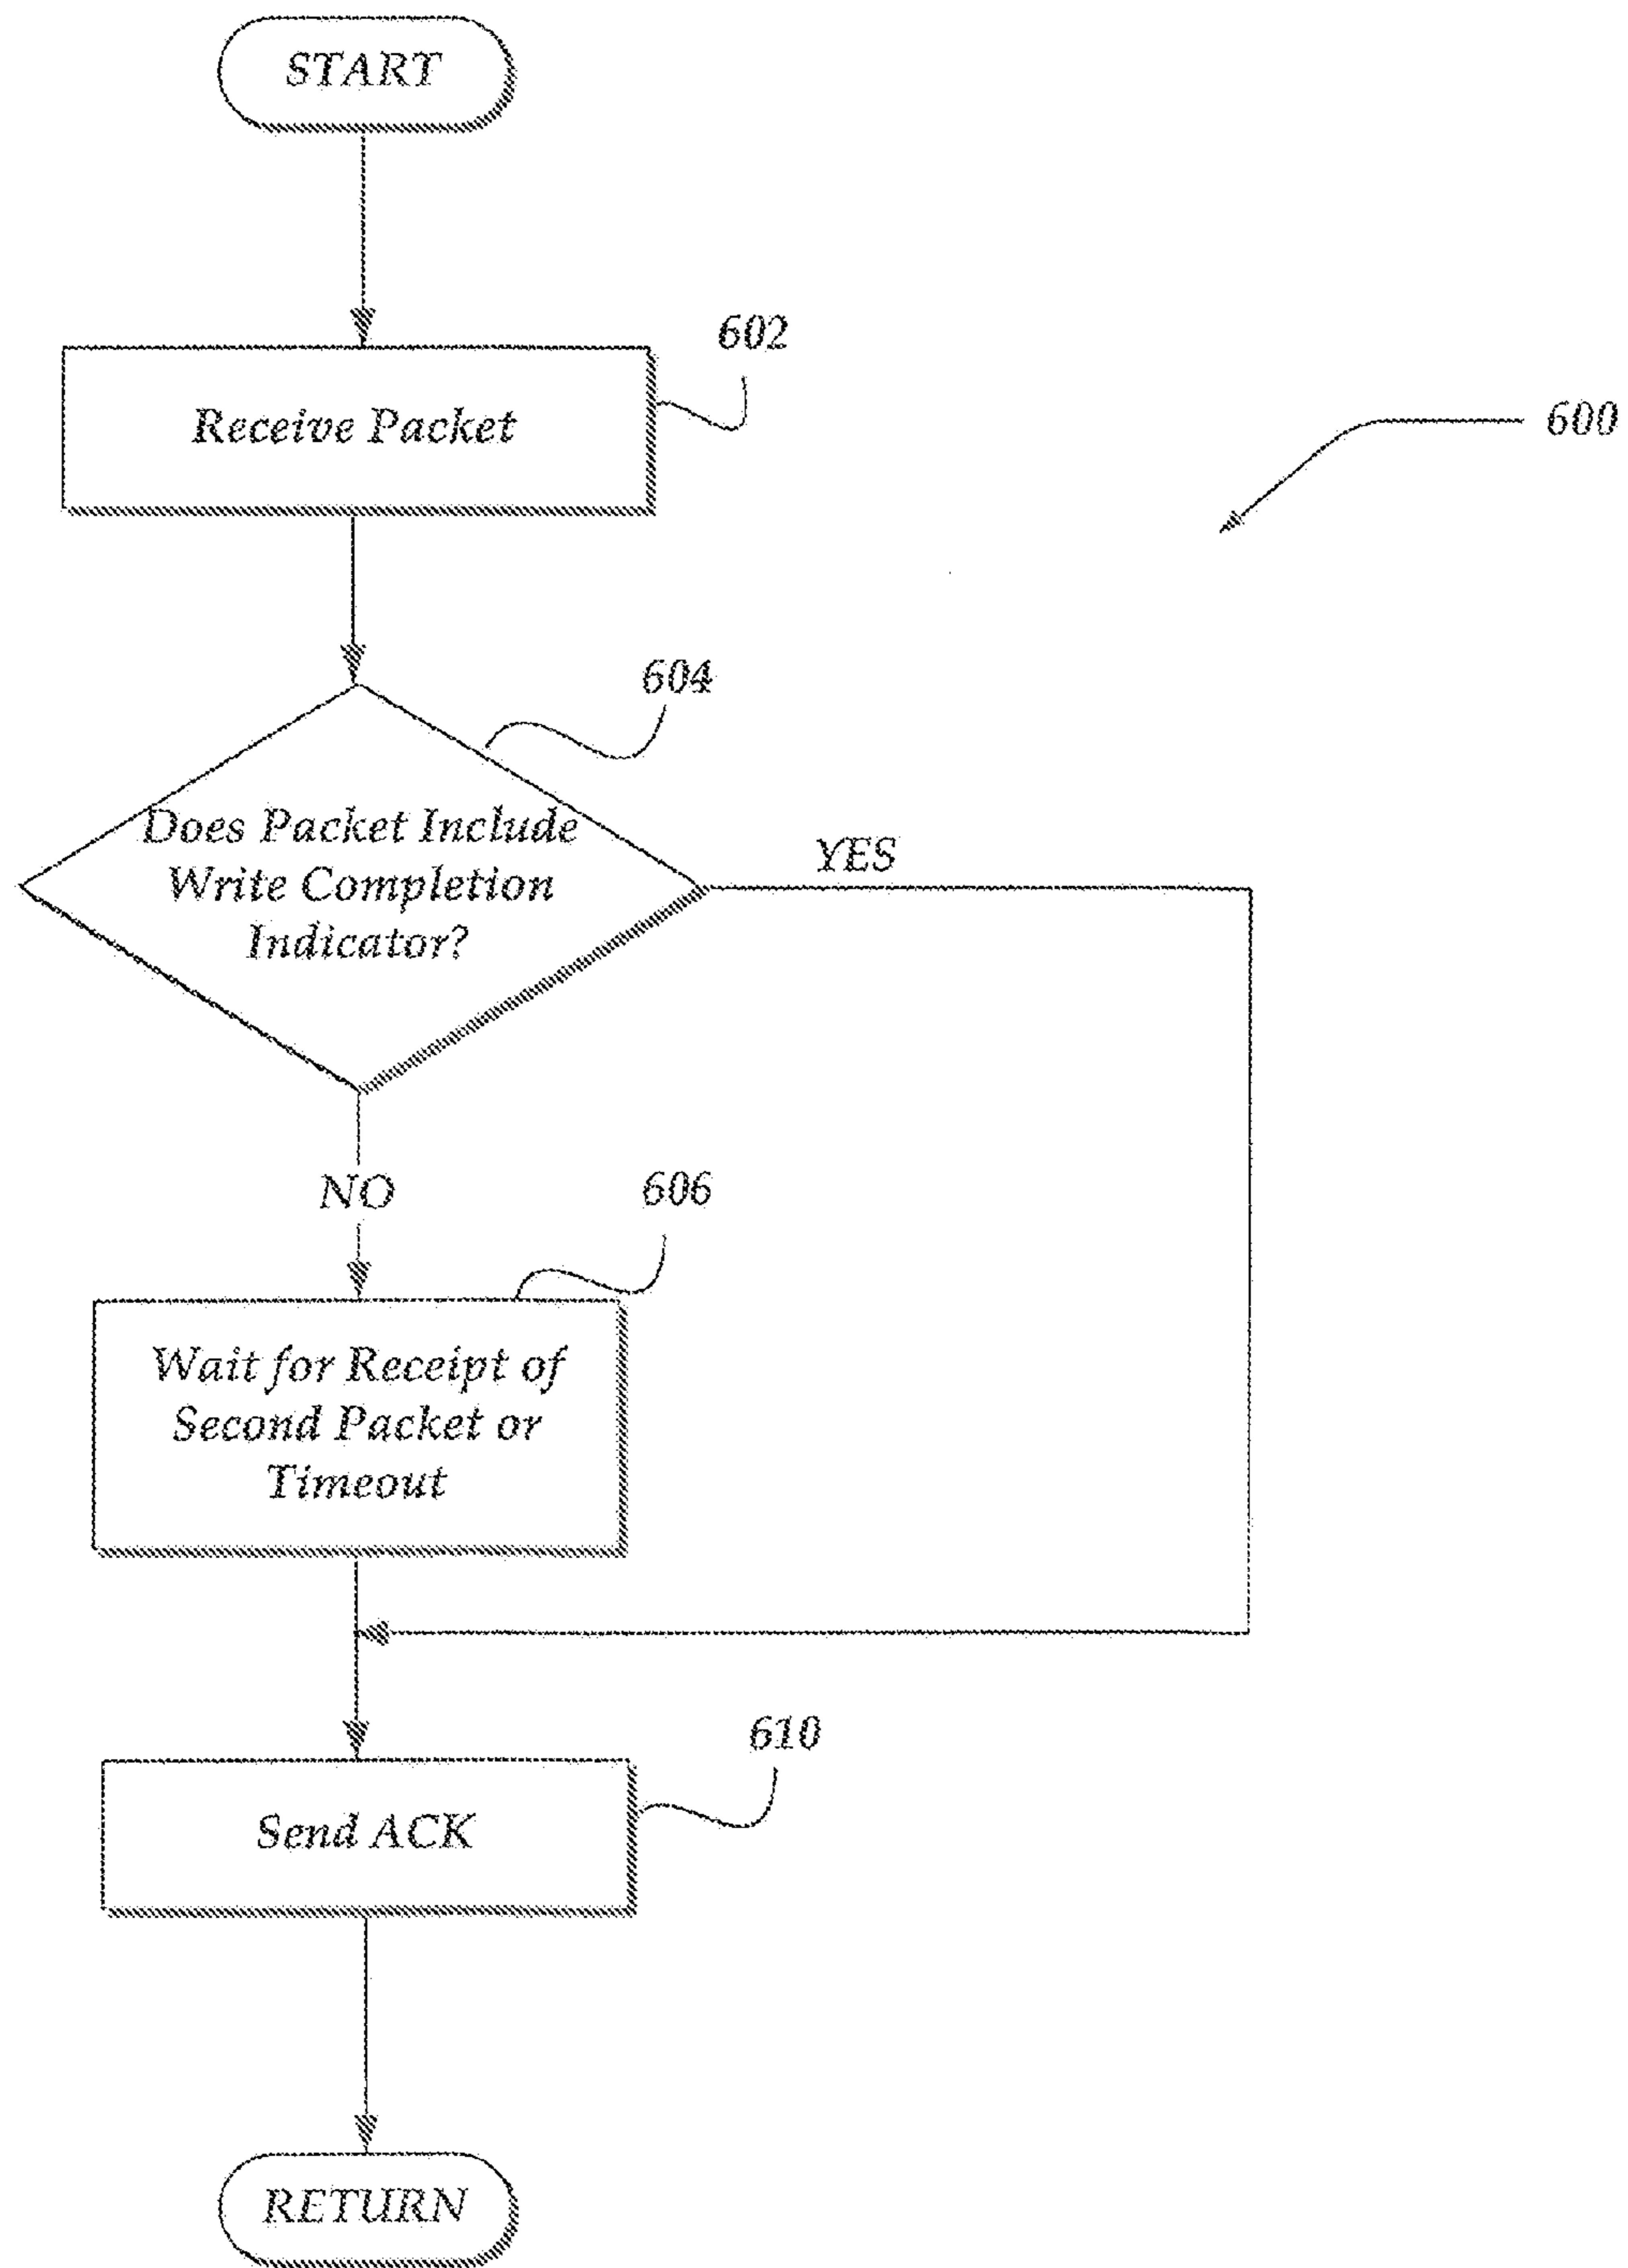 START
602
Receive Packet
600
604
Does Packet Include
Write Completion
Indicator?
YES
NO
606
Wait for Receipt of
Second Packet or
Timeout
610
Send ACK
RETURN